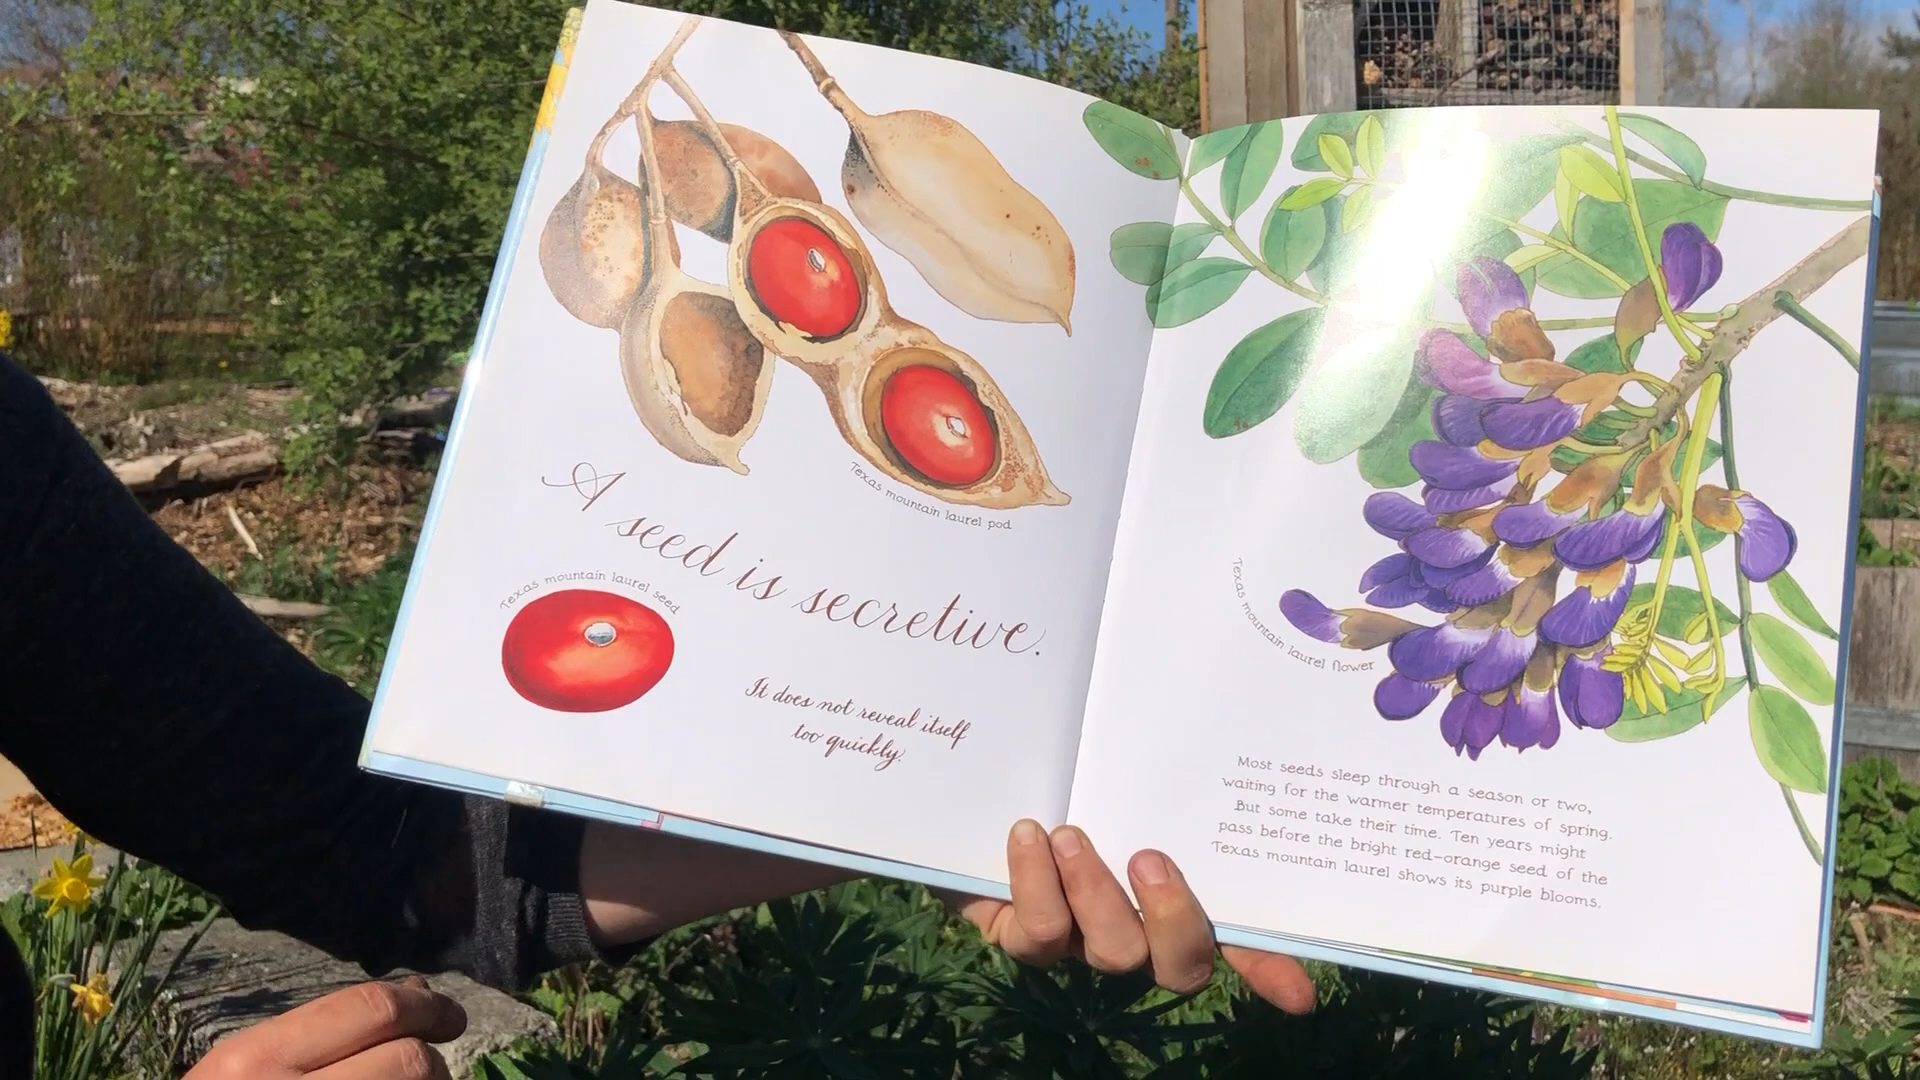 Texas mountain laurel pod
A seed is secretive.
Texas mountain laurel seed
It does not reveal itself
too quickly.
Texas mountain laurel flower
Most seeds sleep through a season or two,
waiting for the warmer temperatures of spring.
But some take their time. Ten years might
pass before the bright red-orange seed of the
Texas mountain laurel shows its purple blooms.